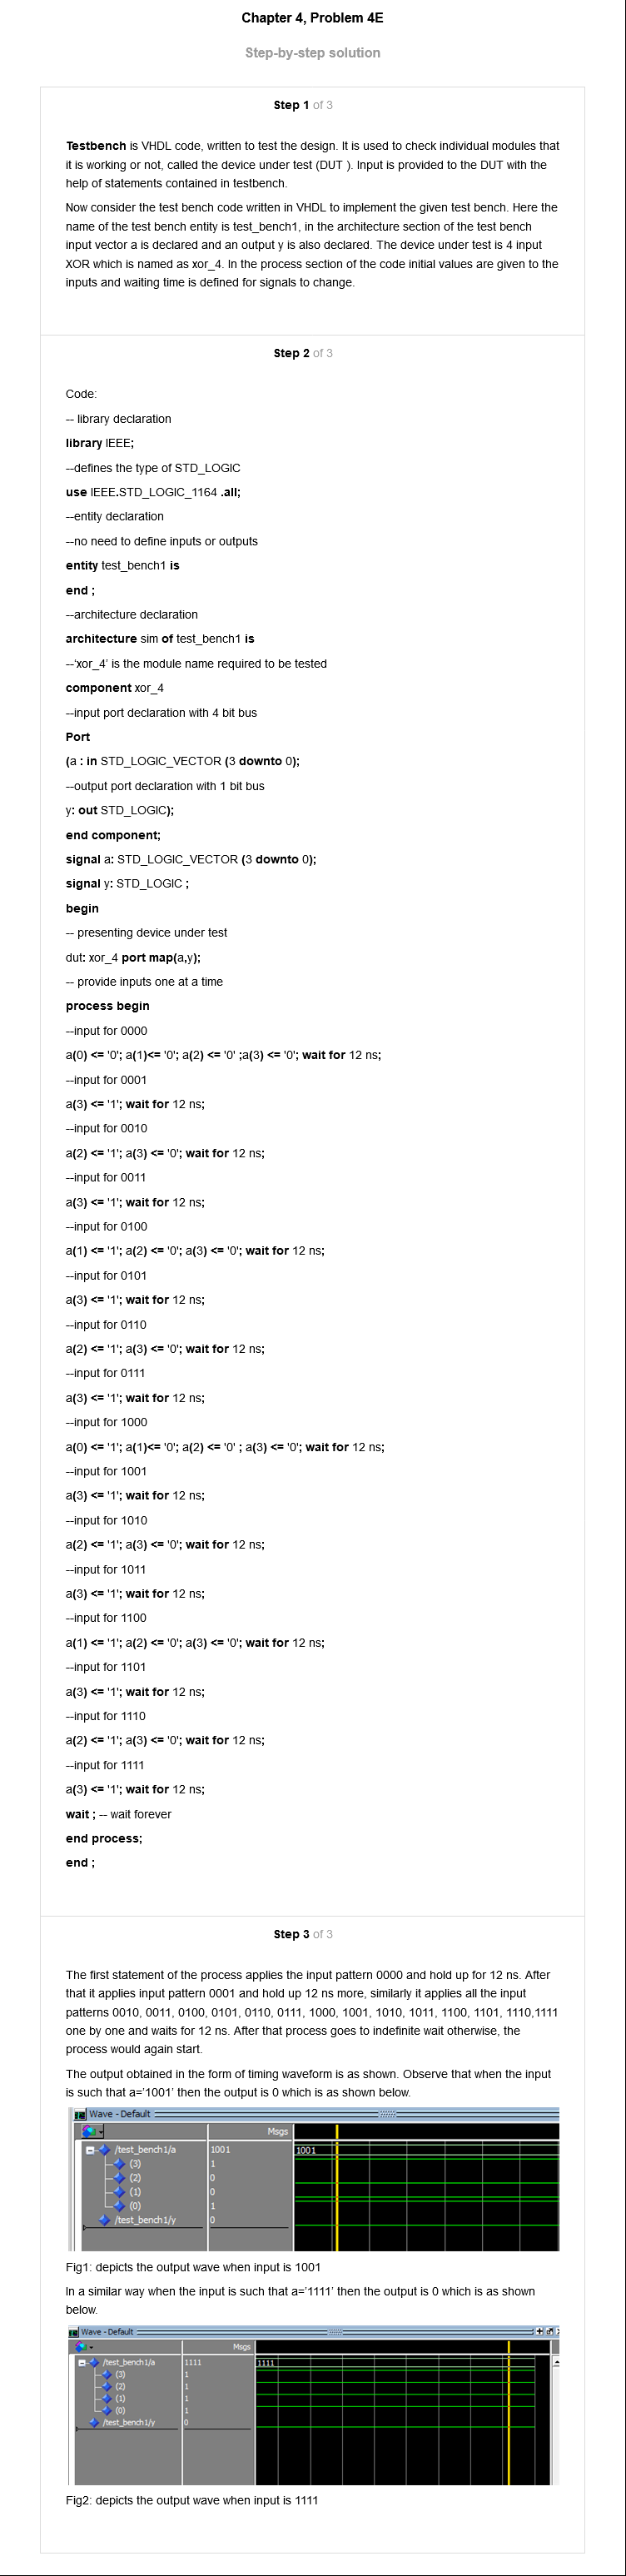 Chapter 4, Problem 4E
Step-by-step solution
Step 1 of 3
Testbench is VHDL code, written to test the design. It is used to check individual modules that
it is working or not, called the device under test (DUT ). Input is provided to the DUT with the
help of statements contained in testbench.
Now consider the test bench code written in VHDL to implement the given test bench. Here the
name of the test bench entity is test_bench1, in the architecture section of the test bench
input vector a is declared and an output y is also declared. The device under test is 4 input
XOR which is named as xor_4. In the process section of the code initial values are given to the
inputs and waiting time is defined for signals to change.
Step 2 of 3
Code:
-- library declaration
library IEEE;
--defines the type of STD_LOGIC
use IEEE.STD_LOGIC_1164 .all;
--entity declaration
--no need to define inputs or outputs
entity test_bench1 is
end ;
--architecture declaration
architecture sim of test_bench1 is
--‘xor_4’ is the module name required to be tested
component xor_4
--input port declaration with 4 bit bus
Port
(a : in STD_LOGIC_VECTOR (3 downto 0);
--output port declaration with 1 bit bus
y: out STD_LOGIC);
end component;
signal a: STD_LOGIC_VECTOR (3 downto 0);
signal y: STD_LOGIC ;
begin
-- presenting device under test
dut: xor_4 port map(a,y);
-- provide inputs one at a time
process begin
--input for 0000
a(0) <= '0'; a(1)<= '0'; a(2) <= '0' ;a(3) <= '0'; wait for 12 ns;
--input for 0001
a(3) <= '1'; wait for 12 ns;
--input for 0010
a(2) <= '1'; a(3) <= '0'; wait for 12 ns;
--input for 0011
a(3) <= '1'; wait for 12 ns;
--input for 0100
a(1) <= '1'; a(2) <= '0'; a(3) <= '0'; wait for 12 ns;
--input for 0101
a(3) <= '1'; wait for 12 ns;
--input for 0110
a(2) <= '1'; a(3) <= '0'; wait for 12 ns;
--input for 0111
a(3) <= '1'; wait for 12 ns;
--input for 1000
a(0) <= '1'; a(1)<= '0'; a(2) <= '0' ; a(3) <= '0'; wait for 12 ns;
--input for 1001
a(3) <= '1'; wait for 12 ns;
--input for 1010
a(2) <= '1'; a(3) <= '0'; wait for 12 ns;
--input for 1011
a(3) <= '1'; wait for 12 ns;
--input for 1100
a(1) <= '1'; a(2) <= '0'; a(3) <= '0'; wait for 12 ns;
--input for 1101
a(3) <= '1'; wait for 12 ns;
--input for 1110
a(2) <= '1'; a(3) <= '0'; wait for 12 ns;
--input for 1111
a(3) <= '1'; wait for 12 ns;
wait ; -- wait forever
end process;
end ;
Step 3 of 3
The first statement of the process applies the input pattern 0000 and hold up for 12 ns. After
that it applies input pattern 0001 and hold up 12 ns more, similarly it applies all the input
patterns 0010, 0011, 0100, 0101, 0110, 0111, 1000, 1001, 1010, 1011, 1100, 1101, 1110,1111
one by one and waits for 12 ns. After that process goes to indefinite wait otherwise, the
process would again start.
The output obtained in the form of timing waveform is as shown. Observe that when the input
is such that a=’1001’ then the output is 0 which is as shown below.
Wave - Default
Msgs
/test_bench1/a 1001 1001
(3) 1
(2) 0
(1) 0
(0) 1
/test_bench1/y 0
Fig1: depicts the output wave when input is 1001
In a similar way when the input is such that a=’1111’ then the output is 0 which is as shown
below.
Wave - Default
Msgs
/test_bench1/a 1111 1111
(3) 1
(2) 1
(1) 1
(0) 1
/test_bench1/y 0
Fig2: depicts the output wave when input is 1111